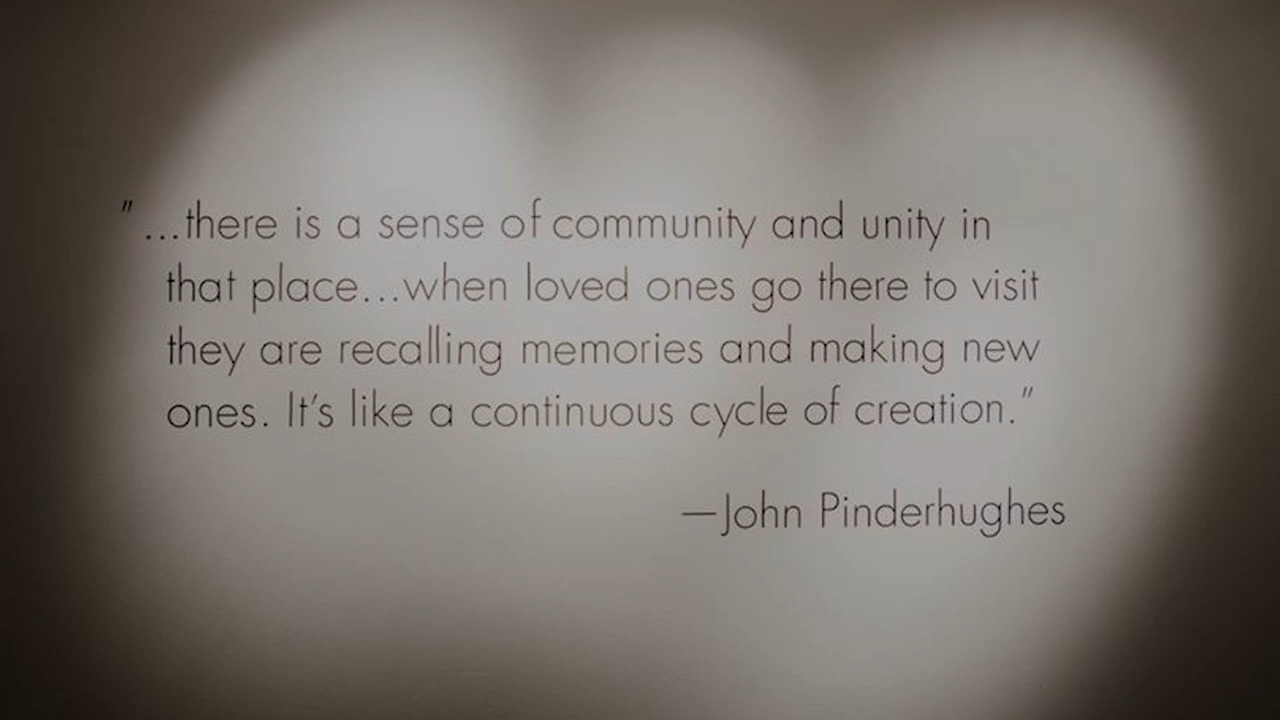 "...there is a sense of community and unity in
that place...when loved ones go there to visit
they are recalling memories and making new
ones. It's like a continuous cycle of creation."
—John Pinderhughes